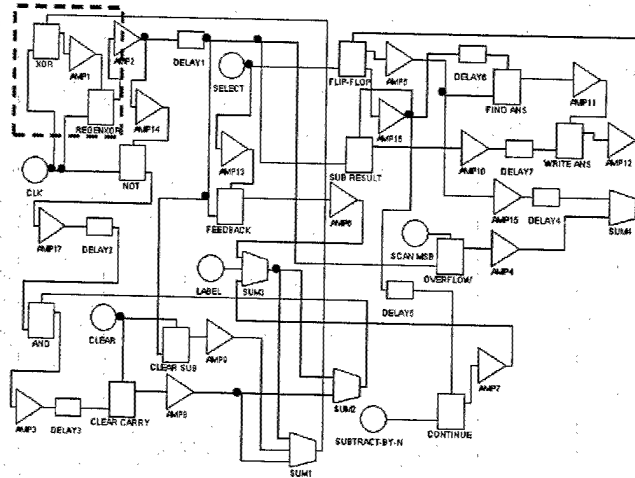 XOR
AMP1
AMP2
DELAY1
REGENXOR
AMP14
CLK
NOT
SELECT
FLIP-FLOP
AMP5
DELAY6
FIND ANS
AMP11
AMP16
AMP13
SUB RESULT
AMP10
DELAY7
WRITE ANS
AMP12
AMP17
DELAY2
FEEDBACK
AMP6
AMP15
DELAY4
SUM4
SCAN MSB
OVERFLOW
AMP4
LABEL
SUM3
DELAY5
AND
CLEAR
CLEAR SUB
AMP9
AMP3
DELAY3
CLEAR CARRY
AMP8
SUM2
SUM1
SUBTRACT-BY-N
CONTINUE
AMP7